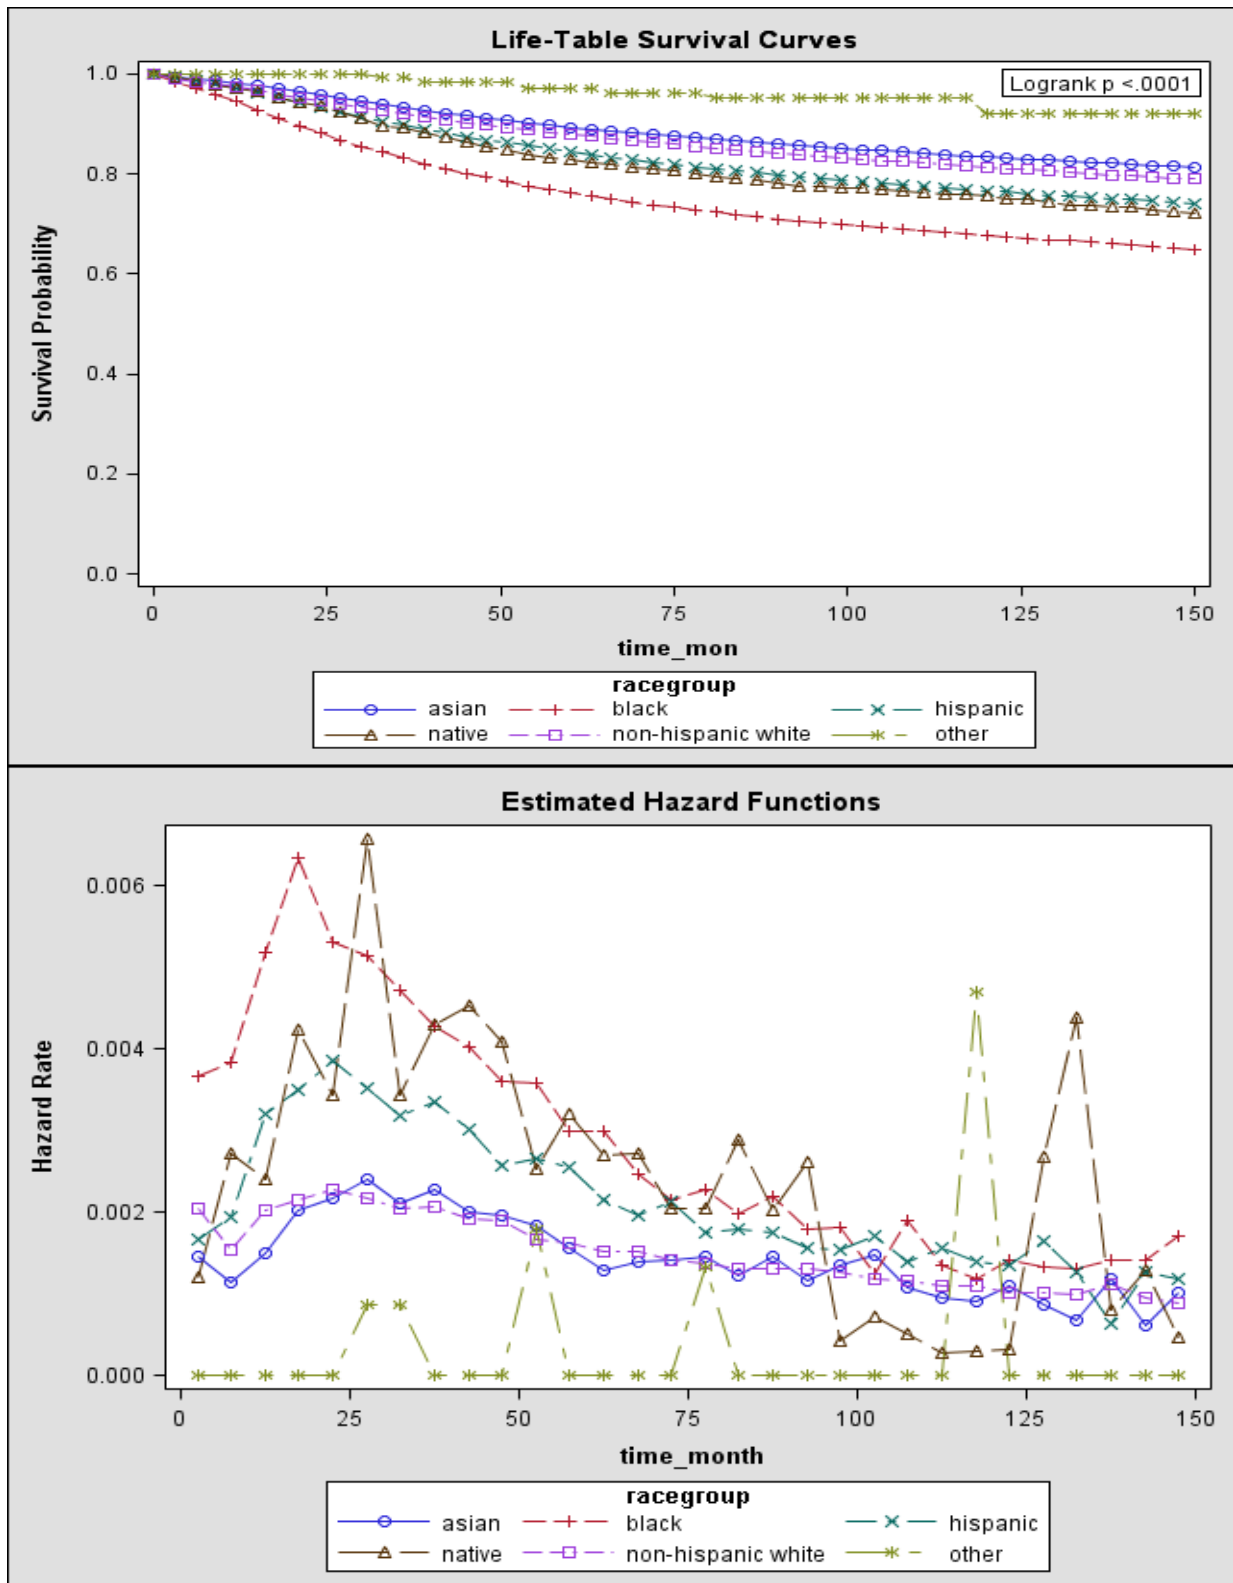 Life-Table Survival Curves
Logrank p <.0001
1.0
0.8
0.6
0.4
0.2
0.0
Survival Probability
0 25 50 75 100 125 150
time_mon
racegroup
asian black hispanic
native non-hispanic white other
Estimated Hazard Functions
0.006
0.004
0.002
0.000
Hazard Rate
0 25 50 75 100 125 150
time_month
racegroup
asian black hispanic
native non-hispanic white other